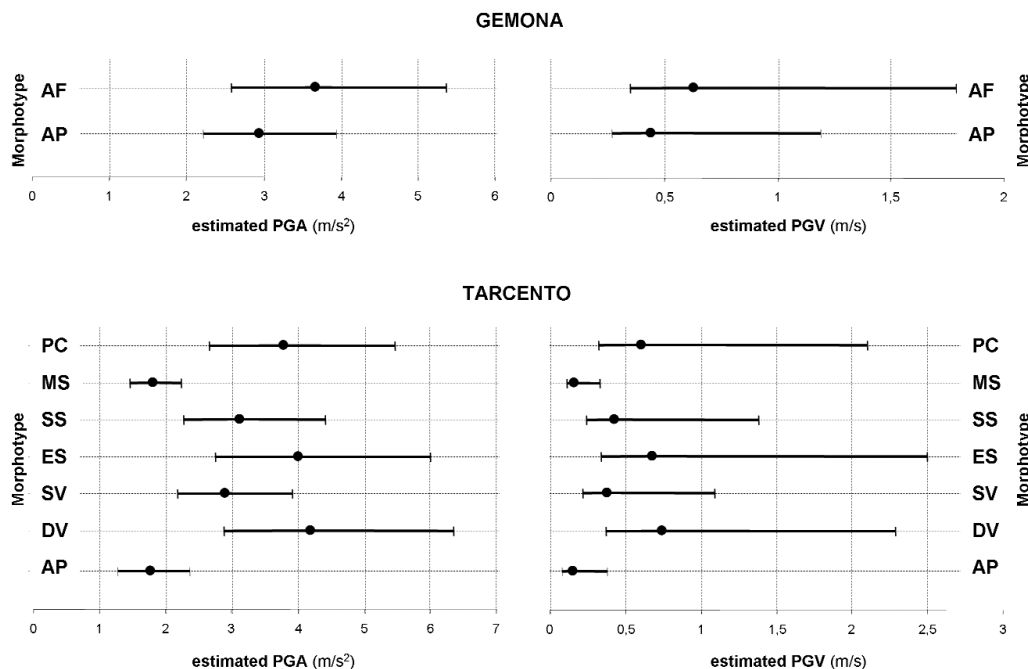 GEMONA
Morphotype
AF
AP
0 1 2 3 4 5 6
estimated PGA (m/s²)
AF
AP
Morphotype
0 0,5 1 1,5 2
estimated PGV (m/s)
TARCENTO
Morphotype
PC
MS
SS
ES
SV
DV
AP
0 1 2 3 4 5 6 7
estimated PGA (m/s²)
PC
MS
SS
ES
SV
DV
AP
Morphotype
0 0,5 1 1,5 2 2,5 3
estimated PGV (m/s)